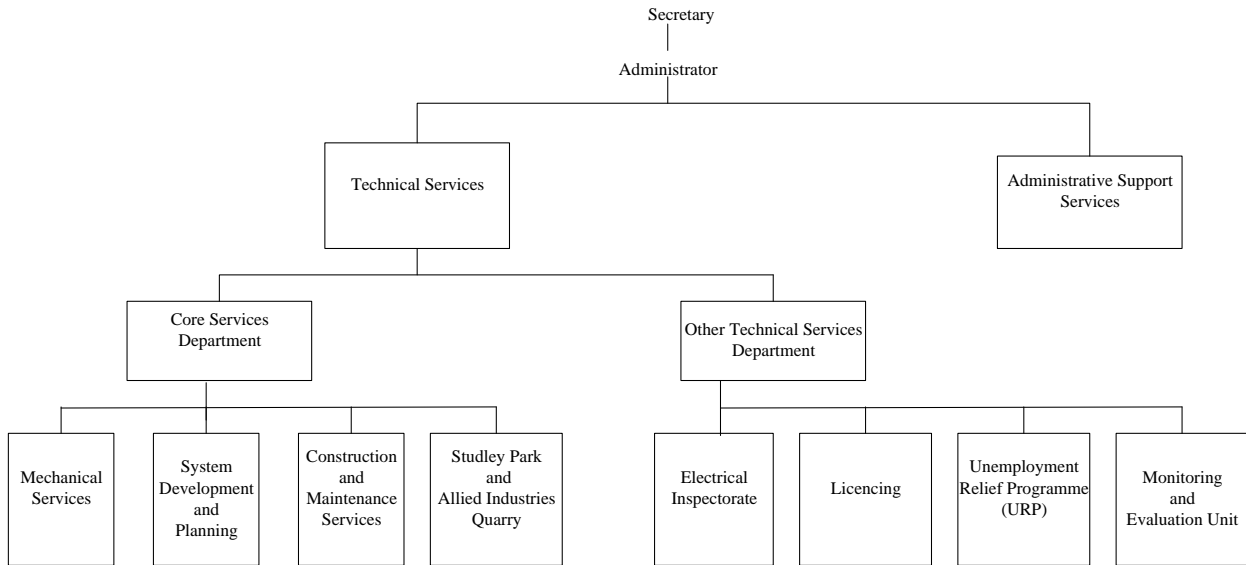 Secretary
Administrator
Technical Services
Administrative Support
Services
Core Services
Department
Other Technical Services
Department
Mechanical
Services
System
Development
and
Planning
Construction
and
Maintenance
Services
Studley Park
and
Allied Industries
Quarry
Electrical
Inspectorate
Licencing
Unemployment
Relief Programme
(URP)
Monitoring
and
Evaluation Unit